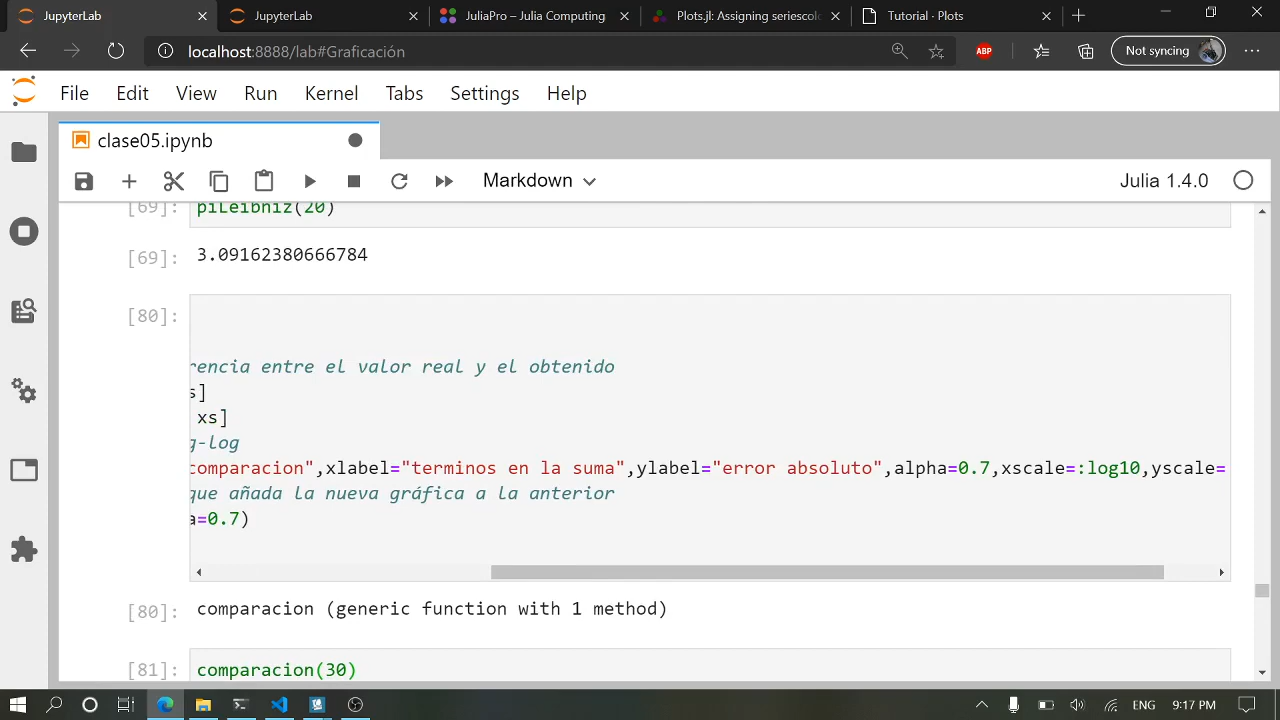 JupyterLab
JupyterLab
JuliaPro – Julia Computing
Plots.jl: Assigning seriescolo
Tutorial · Plots
localhost:8888/lab#Graficación
ABP
Not syncing
File Edit View Run Kernel Tabs Settings Help
clase05.ipynb
Markdown
Julia 1.4.0
[69]: piLeibniz(20)
[69]: 3.09162380666784
[80]:
rencia entre el valor real y el obtenido
s]
xs]
g-log
comparacion",xlabel="terminos en la suma",ylabel="error absoluto",alpha=0.7,xscale=:log10,yscale=
que añada la nueva gráfica a la anterior
a=0.7)
[80]: comparacion (generic function with 1 method)
[81]: comparacion(30)
ENG 9:17 PM